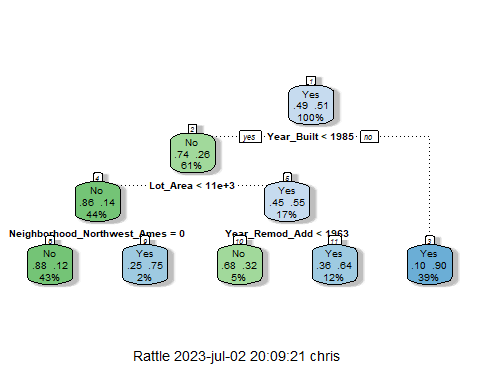 1
Yes
.49 .51
100%
yes Year_Built < 1985 no
2
No
.74 .26
61%
Lot_Area < 11e+3
4
No
.86 .14
44%
Yes
.45 .55
17%
Neighborhood_Northwest_Ames = 0
Year_Remod_Add < 1963
No
.88 .12
43%
9
Yes
.25 .75
2%
10
No
.68 .32
5%
11
Yes
.36 .64
12%
3
Yes
.10 .90
39%
Rattle 2023-jul-02 20:09:21 chris